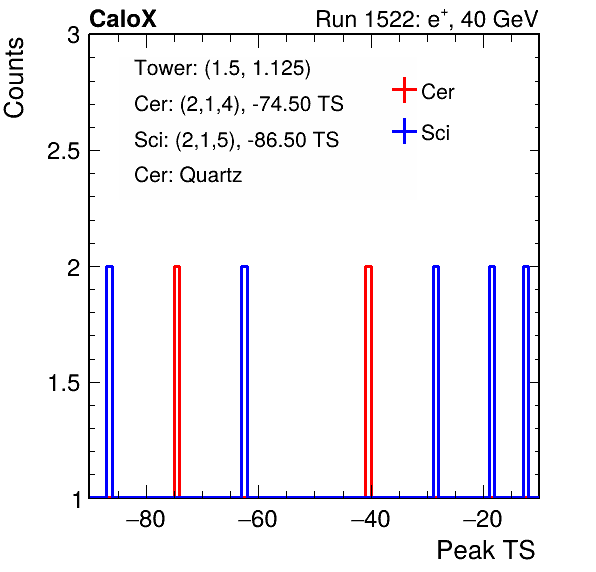 CaloX Run 1522: e⁺, 40 GeV
Counts
3
Tower: (1.5, 1.125)
Cer: (2,1,4), -74.50 TS
Sci: (2,1,5), -86.50 TS
Cer: Quartz
Cer
Sci
2.5
2
1.5
1
−80 −60 −40 −20
Peak TS